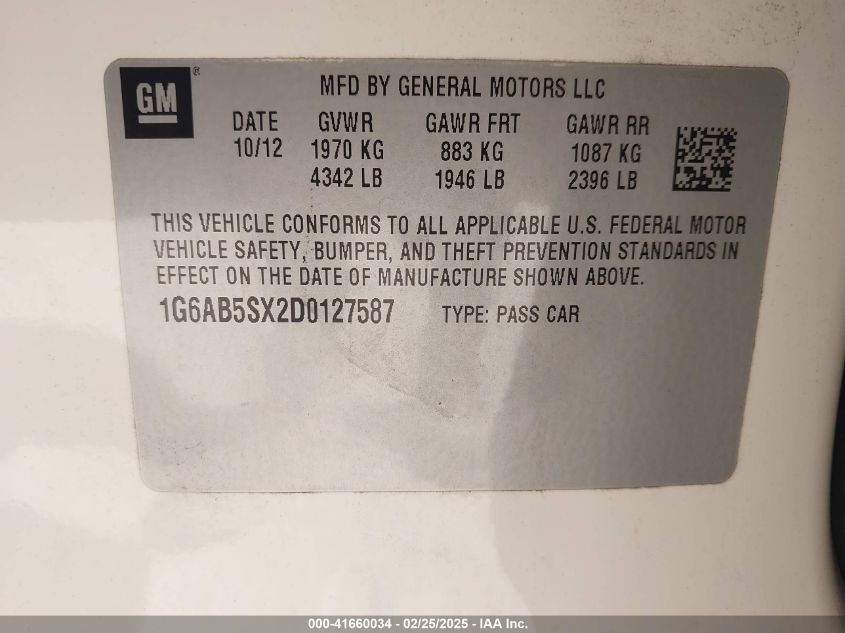 GM®
MFD BY GENERAL MOTORS LLC
DATE GVWR GAWR FRT GAWR RR
10/12 1970 KG 883 KG 1087 KG
4342 LB 1946 LB 2396 LB
THIS VEHICLE CONFORMS TO ALL APPLICABLE U.S. FEDERAL MOTOR
VEHICLE SAFETY, BUMPER, AND THEFT PREVENTION STANDARDS IN
EFFECT ON THE DATE OF MANUFACTURE SHOWN ABOVE.
1G6AB5SX2D0127587 TYPE: PASS CAR
000-41660034 - 02/25/2025 - IAA Inc.